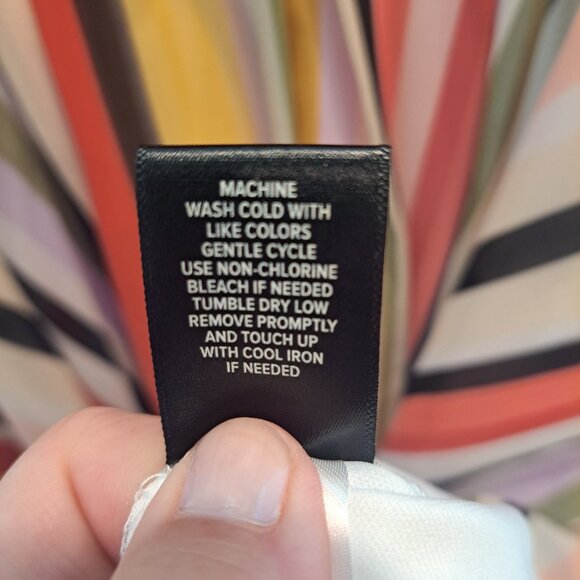 MACHINE
WASH COLD WITH
LIKE COLORS
GENTLE CYCLE
USE NON-CHLORINE
BLEACH IF NEEDED
TUMBLE DRY LOW
REMOVE PROMPTLY
AND TOUCH UP
WITH COOL IRON
IF NEEDED